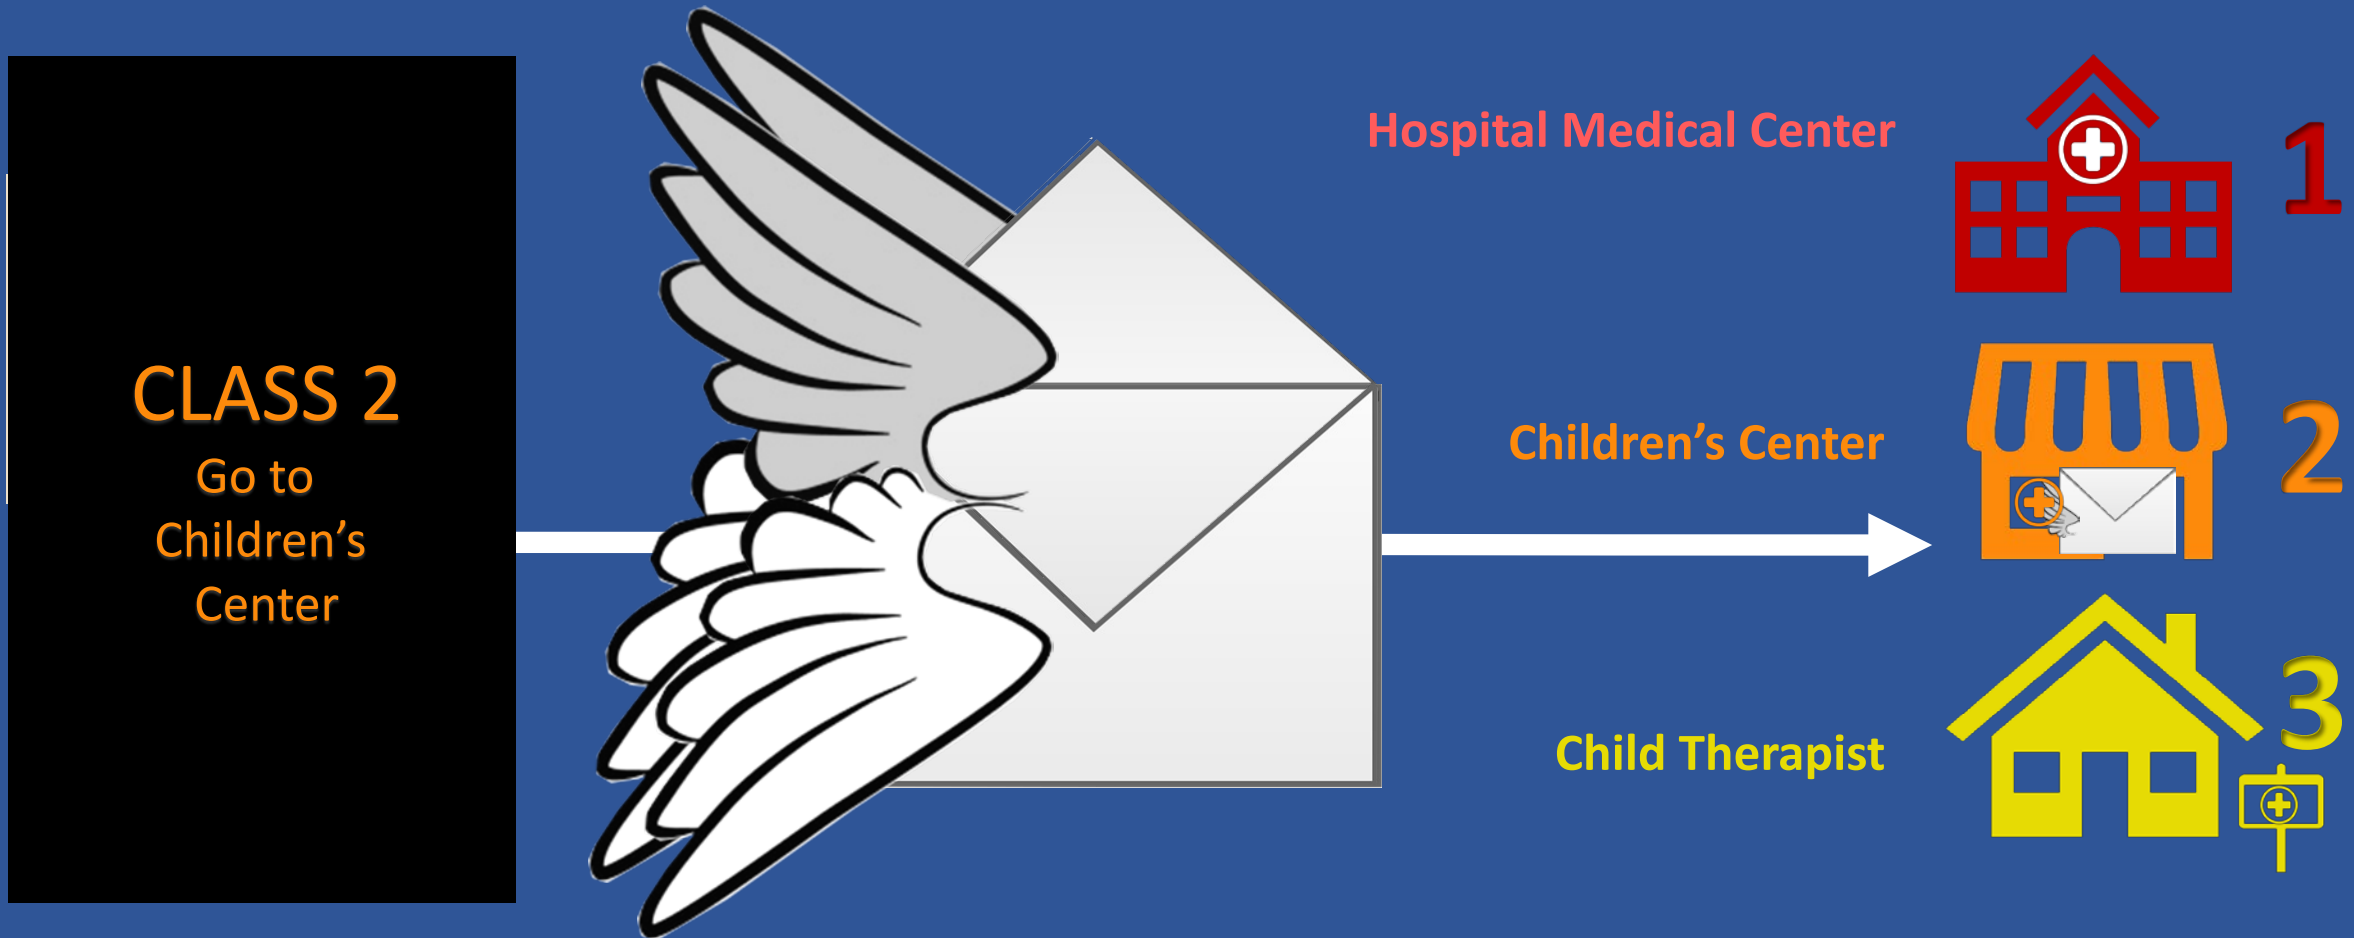 CLASS 2
Go to
Children’s
Center
Hospital Medical Center
1
Children’s Center
2
Child Therapist
3